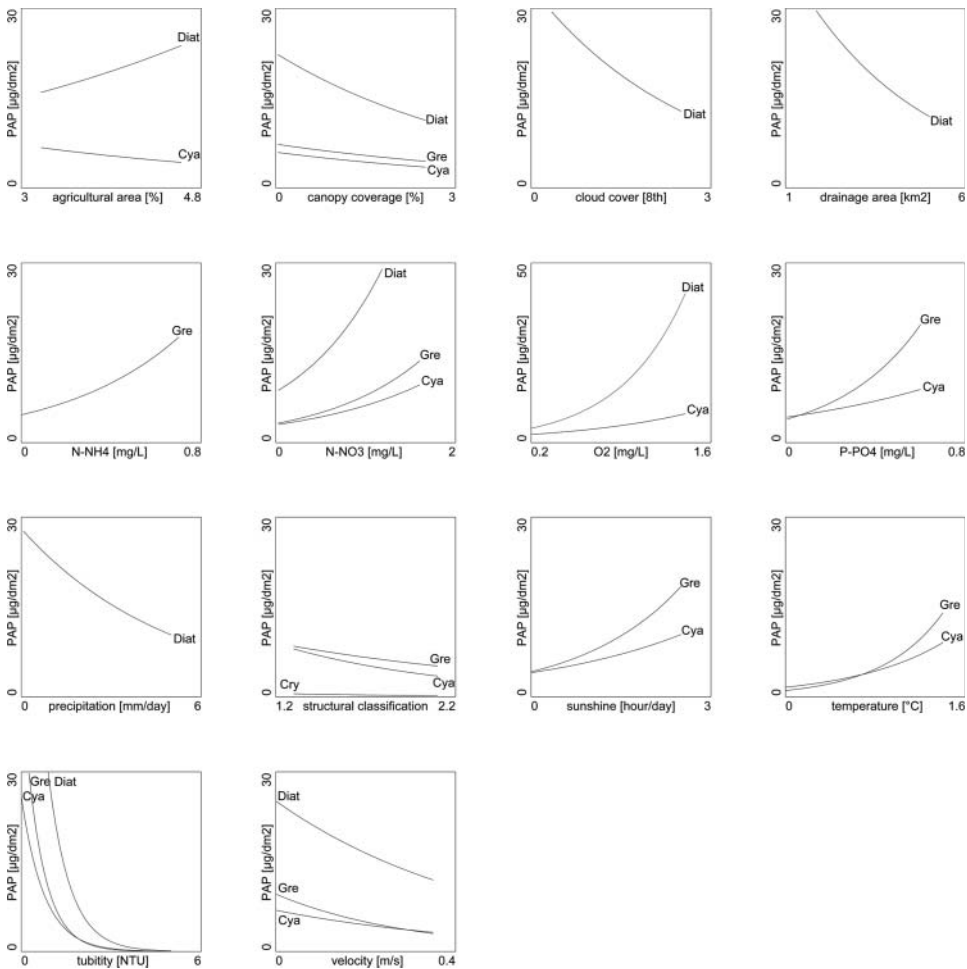 30 30 30 30
PAP [µg/dm2] PAP [µg/dm2] PAP [µg/dm2] PAP [µg/dm2]
Diat Diat Diat Diat
Cya Gre
Cya
0 0 0 0
3 agricultural area [%] 4.8 0 canopy coverage [%] 3 0 cloud cover [8th] 3 1 drainage area [km2] 6
30 30 50 30
PAP [µg/dm2] PAP [µg/dm2] PAP [µg/dm2] PAP [µg/dm2]
Gre Diat Diat Gre
Gre
Cya Cya Cya
0 0 0 0
0 N-NH4 [mg/L] 0.8 0 N-NO3 [mg/L] 2 0.2 O2 [mg/L] 1.6 0 P-PO4 [mg/L] 0.8
30 30 30 30
PAP [µg/dm2] PAP [µg/dm2] PAP [µg/dm2] PAP [µg/dm2]
Diat Gre Gre Gre
Cry Cya Cya Cya
0 0 0 0
0 precipitation [mm/day] 6 1.2 structural classification 2.2 0 sunshine [hour/day] 3 0 temperature [°C] 1.6
30 30
PAP [µg/dm2] PAP [µg/dm2]
Gre Diat Diat
Cya Gre
Cya
0 0
0 tubitity [NTU] 6 0 velocity [m/s] 0.4